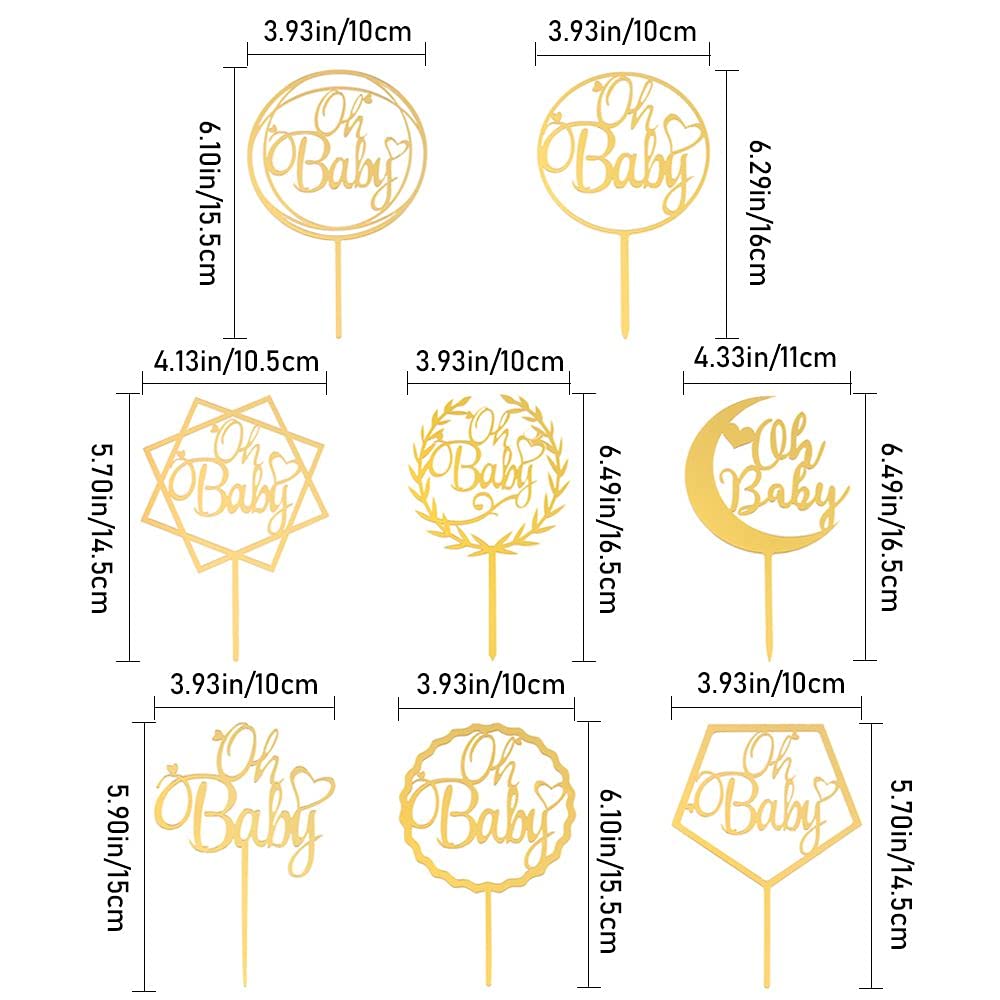 3.93in/10cm
3.93in/10cm
6.10in/15.5cm
Oh
Baby
Oh
Baby
6.29in/16cm
4.13in/10.5cm
3.93in/10cm
4.33in/11cm
5.70in/14.5cm
Oh
Baby
Oh
Baby
6.49in/16.5cm
Oh
Baby
6.49in/16.5cm
3.93in/10cm
3.93in/10cm
3.93in/10cm
5.90in/15cm
Oh
Baby
Oh
Baby
6.10in/15.5cm
Oh
Baby
5.70in/14.5cm